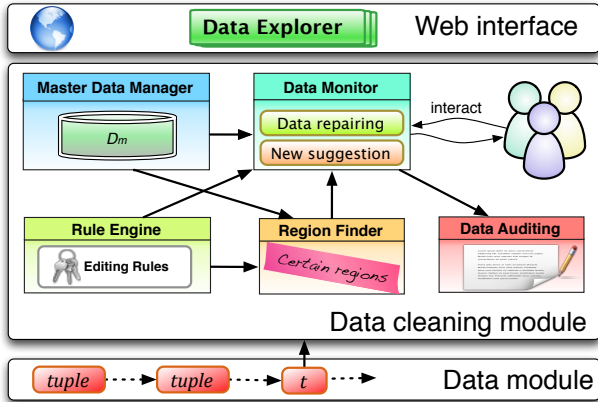 Data Explorer
Web interface
Master Data Manager
Dm
Data Monitor
Data repairing
New suggestion
interact
Rule Engine
Editing Rules
Region Finder
Certain regions
Data Auditing
Data cleaning module
tuple
tuple
t
Data module